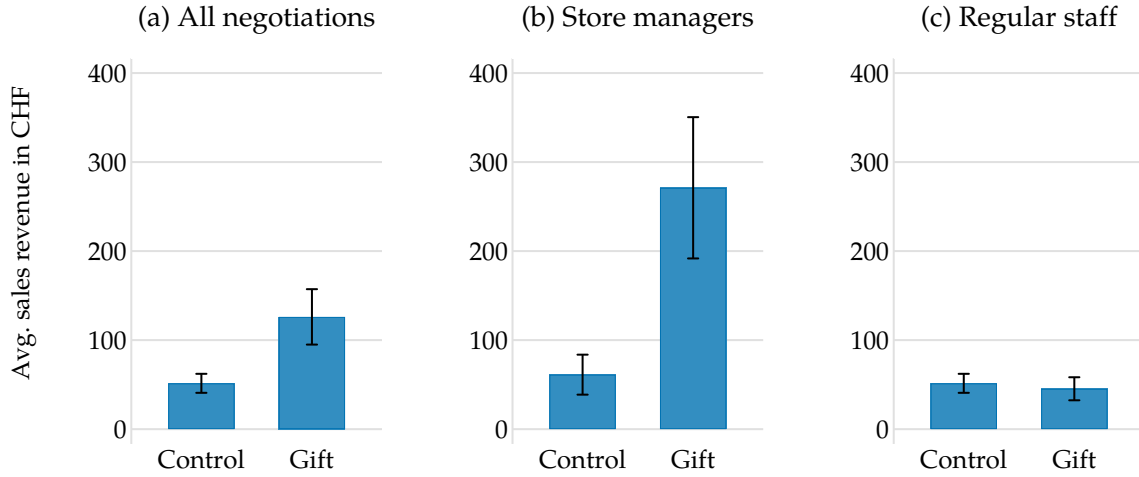 (a) All negotiations
(b) Store managers
(c) Regular staff
Avg. sales revenue in CHF
400
300
200
100
0
Control Gift
400
300
200
100
0
Control Gift
400
300
200
100
0
Control Gift